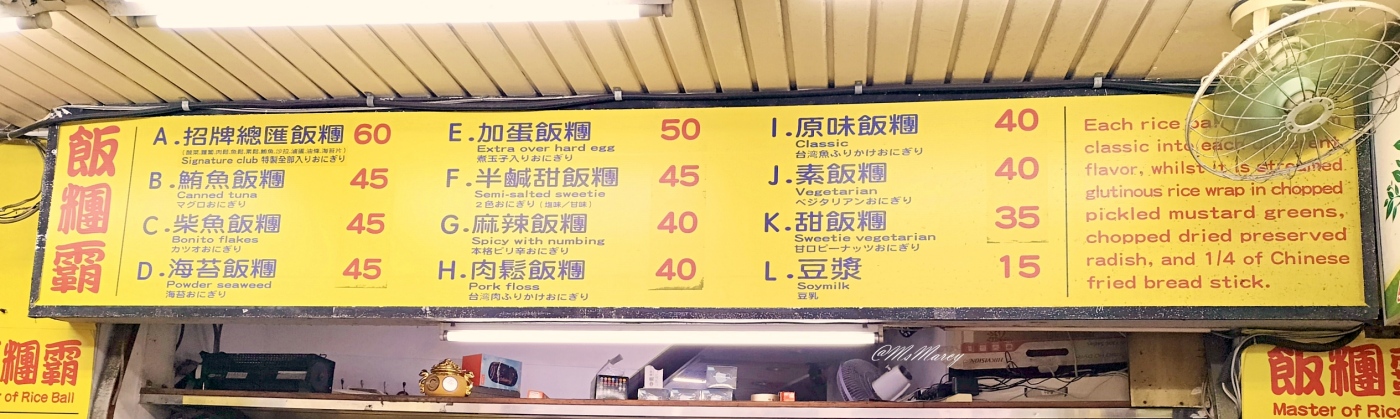 飯糰霸
A.招牌總匯飯糰 60
Signature club 特製全部入りおにぎり
B.鮪魚飯糰 45
Canned tuna
マグロおにぎり
C.柴魚飯糰 45
Bonito flakes
カツオおにぎり
D.海苔飯糰 45
Powder seaweed
海苔おにぎり
E.加蛋飯糰 50
Extra over hard egg
煮玉子入りおにぎり
F.半鹹甜飯糰 45
Semi-salted sweetie
2色おにぎり(塩味/甘味)
G.麻辣飯糰 40
Spicy with numbing
本格ピリ辛おにぎり
H.肉鬆飯糰 40
Pork floss
台湾肉ふりかけおにぎり
I.原味飯糰 40
Classic
台湾魚ふりかけおにぎり
J.素飯糰 40
Vegetarian
ベジタリアンおにぎり
K.甜飯糰 35
Sweetie vegetarian
甘口ピーナッツおにぎり
L.豆漿 15
Soymilk
豆乳
Each rice
classic into each
flavor, whilst it is streamed
glutinous rice wrap in chopped
pickled mustard greens,
chopped dried preserved
radish, and 1/4 of Chinese
fried bread stick.
@MsMarcy
糰霸
of Rice Ball
飯糰
Master of